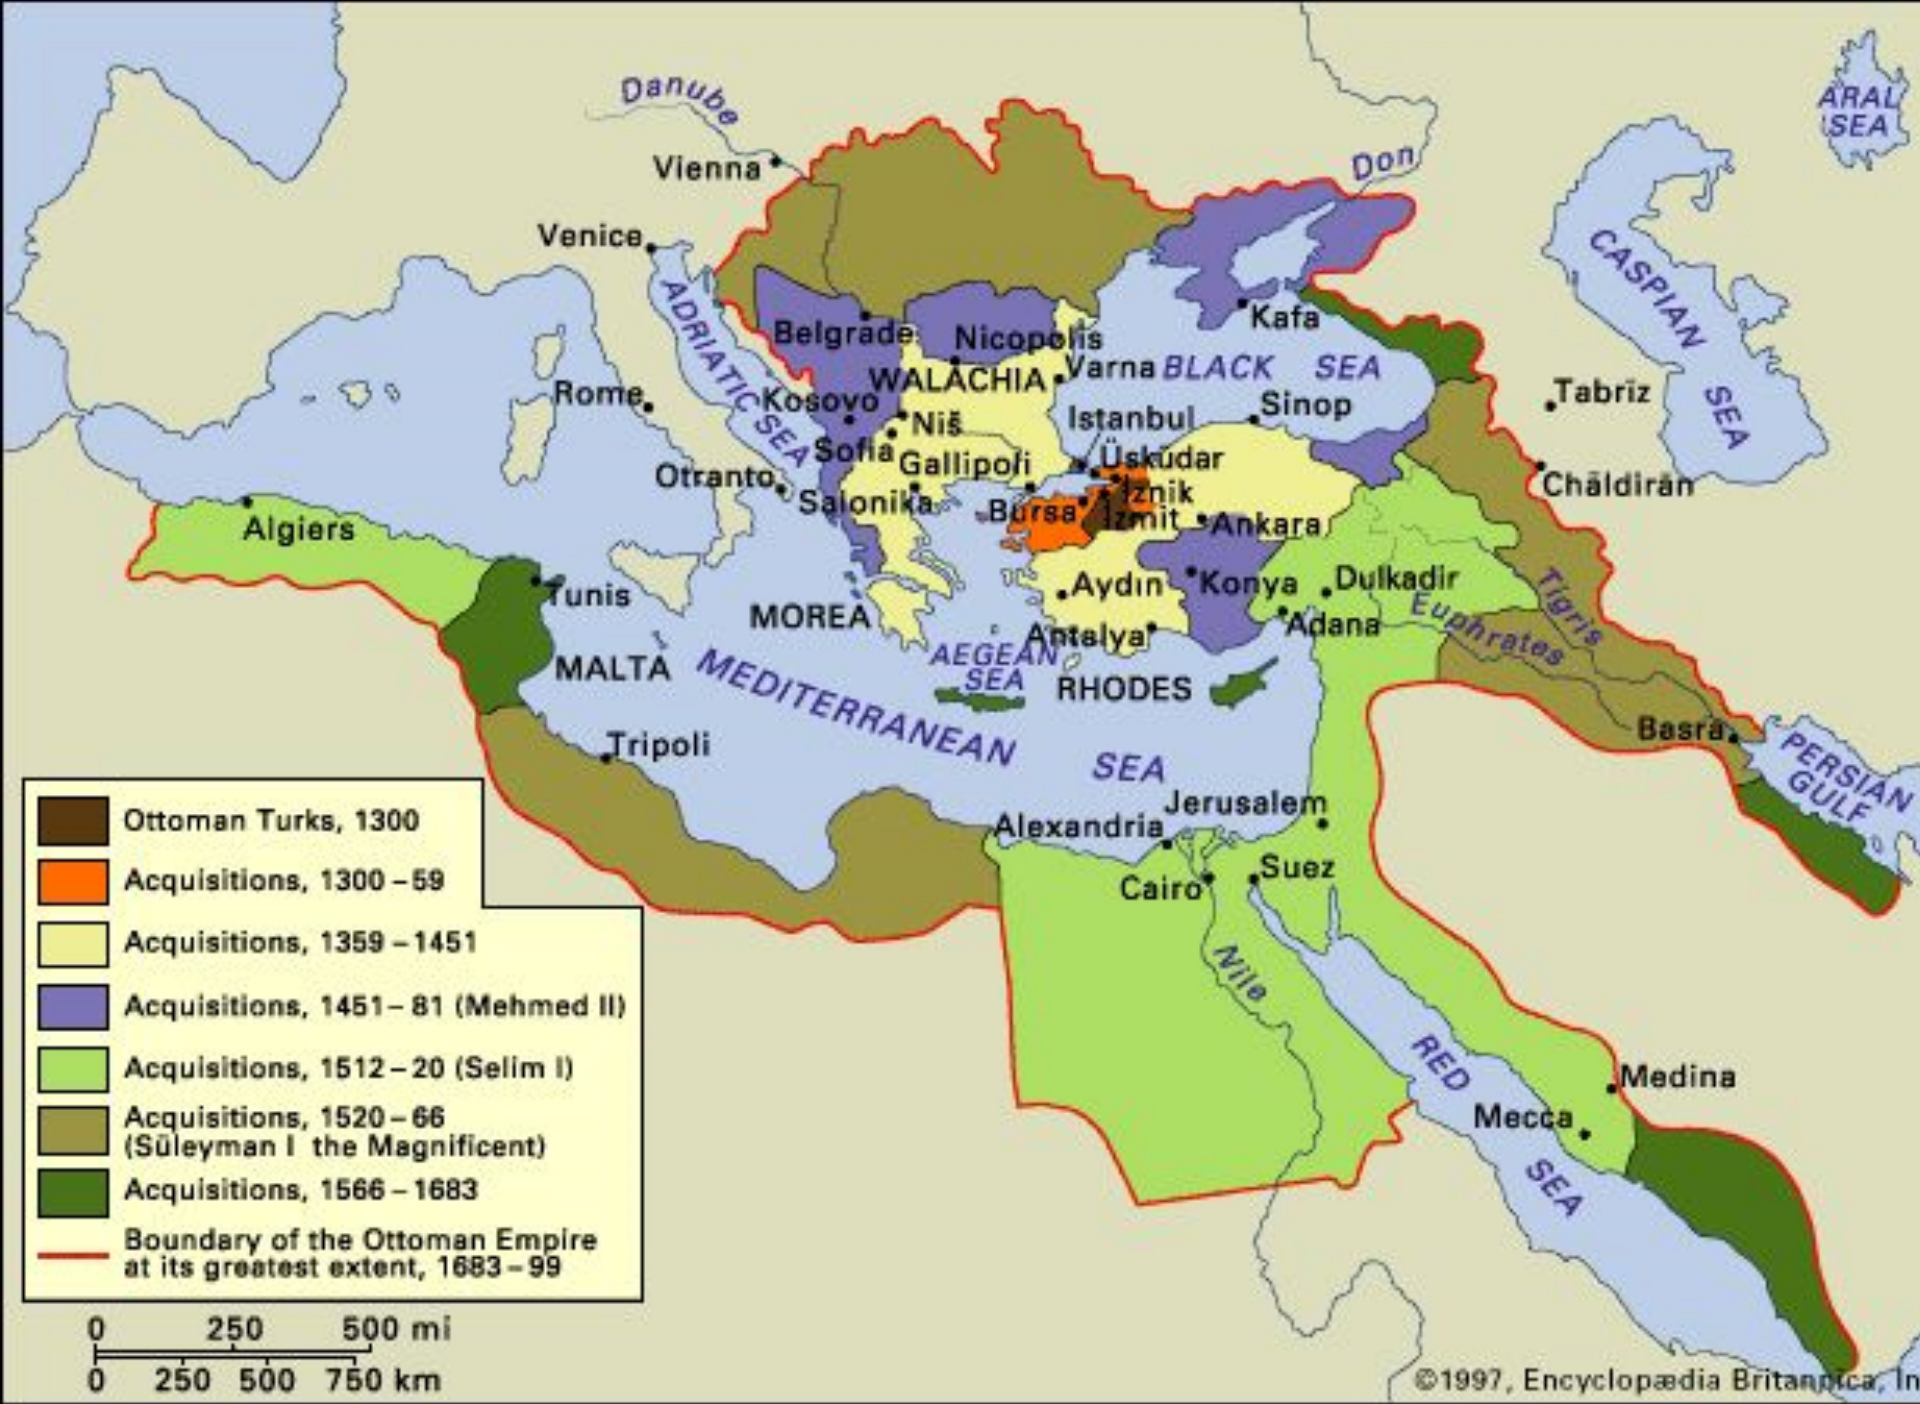 Danube
Vienna
Don
ARAL
SEA
Venice
CASPIAN
SEA
ADRIATIC SEA
Belgrade
Nicopolis
Kafa
WALACHIA
Varna
BLACK SEA
Rome
Kosovo
Niš
Istanbul
Sinop
Tabrīz
Sofia
Gallipoli
Üsküdar
Otranto
Salonika
Bursa
İznik
İzmit
Ankara
Chāldirān
Algiers
Tunis
MOREA
Aydın
Konya
Dulkadir
Euphrates
Tigris
Antalya
Adana
MALTA
AEGEAN
SEA
RHODES
MEDITERRANEAN
SEA
Tripoli
Basra
PERSIAN
GULF
Jerusalem
Alexandria
Cairo
Suez
Nile
RED
SEA
Medina
Mecca
Ottoman Turks, 1300
Acquisitions, 1300–59
Acquisitions, 1359–1451
Acquisitions, 1451–81 (Mehmed II)
Acquisitions, 1512–20 (Selim I)
Acquisitions, 1520–66
(Süleyman I the Magnificent)
Acquisitions, 1566–1683
Boundary of the Ottoman Empire
at its greatest extent, 1683–99
0 250 500 mi
0 250 500 750 km
©1997, Encyclopædia Britannica, In